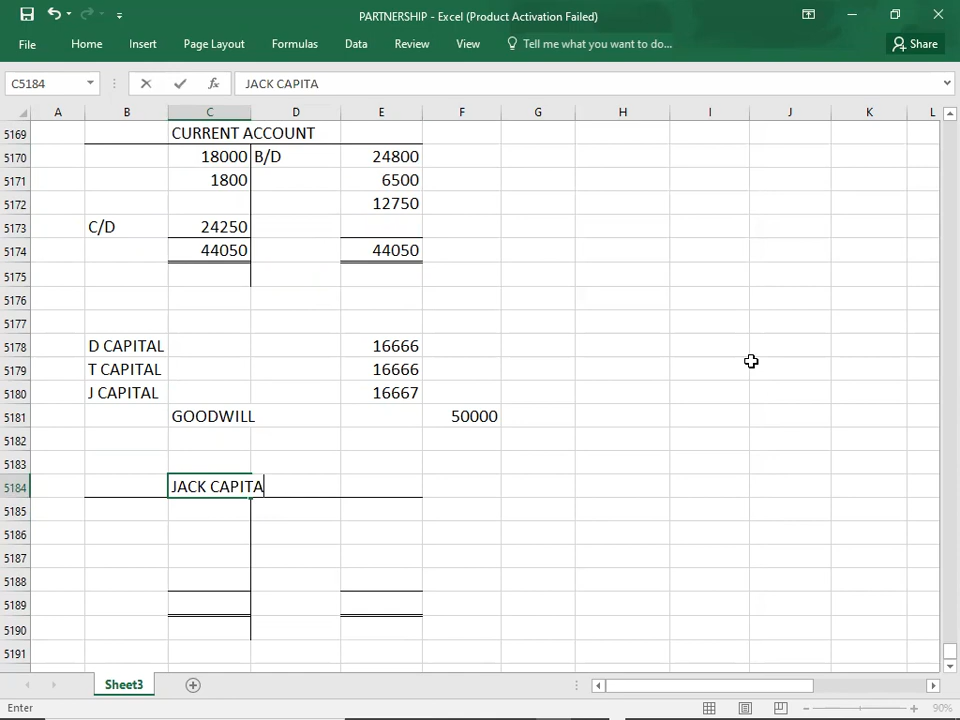 PARTNERSHIP - Excel (Product Activation Failed)
File Home Insert Page Layout Formulas Data Review View Tell me what you want to do... Share
C5184 fx JACK CAPITA
A B C D E F G H I J K L
5169 CURRENT ACCOUNT
5170 18000 B/D 24800
5171 1800 6500
5172 12750
5173 C/D 24250
5174 44050 44050
5175
5176
5177
5178 D CAPITAL 16666
5179 T CAPITAL 16666
5180 J CAPITAL 16667
5181 GOODWILL 50000
5182
5183
5184 JACK CAPITA
5185
5186
5187
5188
5189
5190
5191
Sheet3
Enter 90%